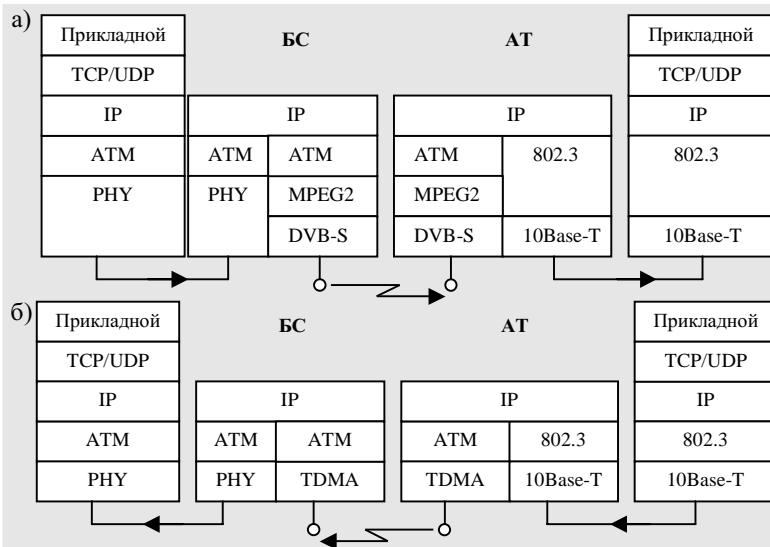 а)
Прикладной
БС
АТ
Прикладной
TCP/UDP
TCP/UDP
IP
IP
IP
IP
ATM
ATM
ATM
ATM
802.3
802.3
PHY
PHY
MPEG2
MPEG2
DVB-S
DVB-S
10Base-T
10Base-T
б)
Прикладной
БС
АТ
Прикладной
TCP/UDP
TCP/UDP
IP
IP
IP
IP
ATM
ATM
ATM
ATM
802.3
802.3
PHY
PHY
TDMA
TDMA
10Base-T
10Base-T